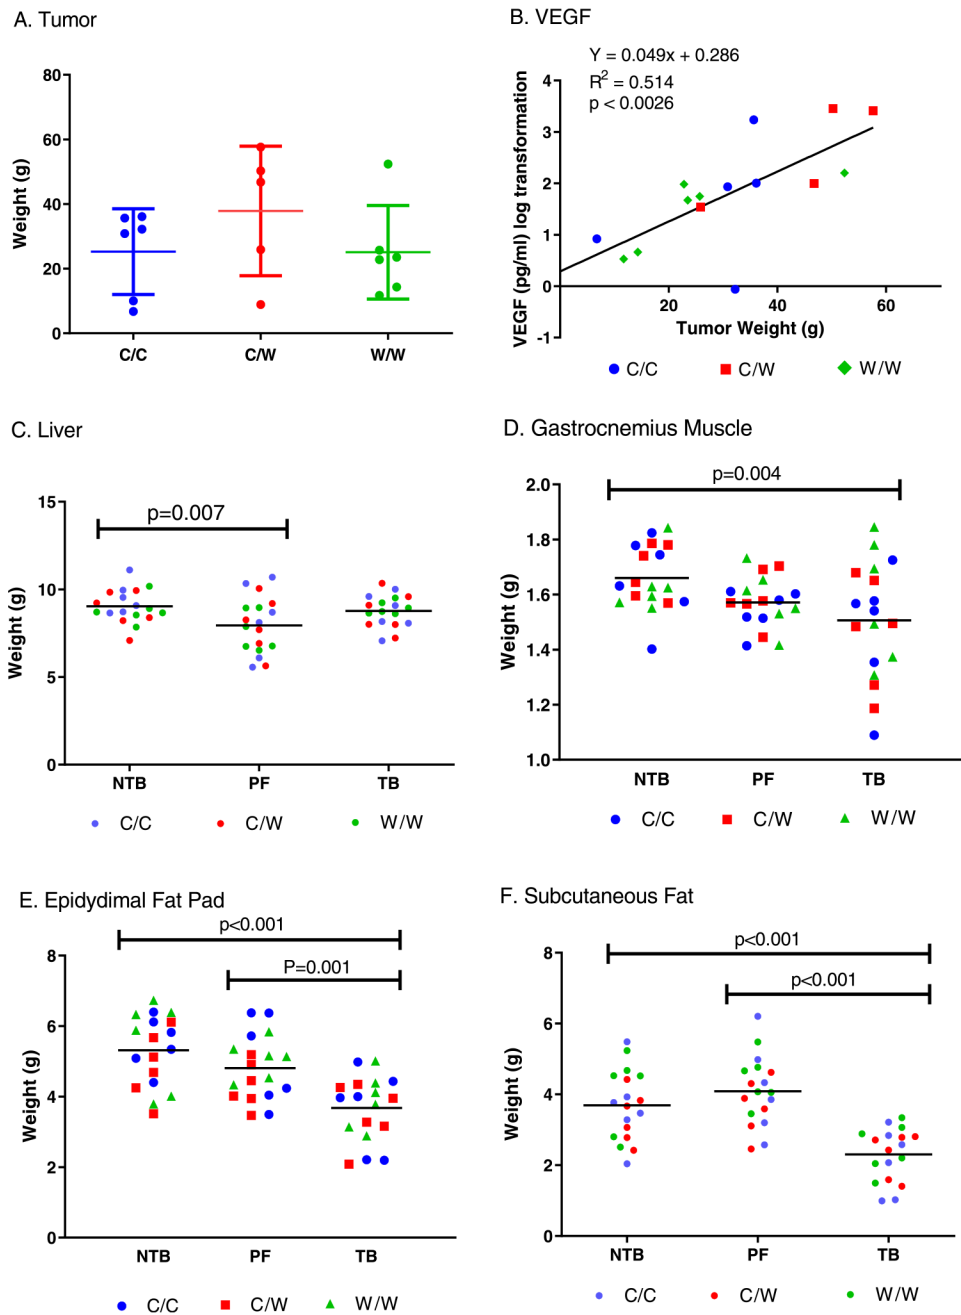 A. Tumor
80
60
40
20
0
Weight (g)
C/C
C/W
W/W
B. VEGF
Y = 0.049x + 0.286
R2 = 0.514
p < 0.0026
4
3
2
1
0
-1
VEGF (pg/ml) log transformation
20
40
60
Tumor Weight (g)
C/C
C/W
W/W
C. Liver
p=0.007
15
10
5
0
Weight (g)
NTB
PF
TB
C/C
C/W
W/W
D. Gastrocnemius Muscle
p=0.004
2.0
1.8
1.6
1.4
1.2
1.0
Weight (g)
NTB
PF
TB
C/C
C/W
W/W
E. Epidydimal Fat Pad
p<0.001
P=0.001
8
6
4
2
0
Weight (g)
NTB
PF
TB
C/C
C/W
W/W
F. Subcutaneous Fat
p<0.001
p<0.001
8
6
4
2
0
Weight (g)
NTB
PF
TB
C/C
C/W
W/W